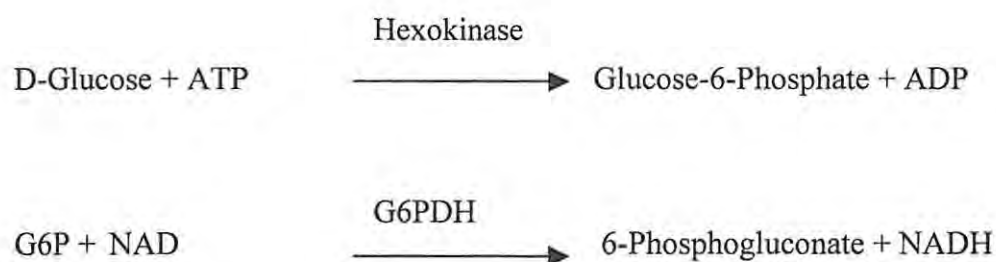 Hexokinase
D-Glucose + ATP Glucose-6-Phosphate + ADP
G6PDH
G6P + NAD 6-Phosphogluconate + NADH